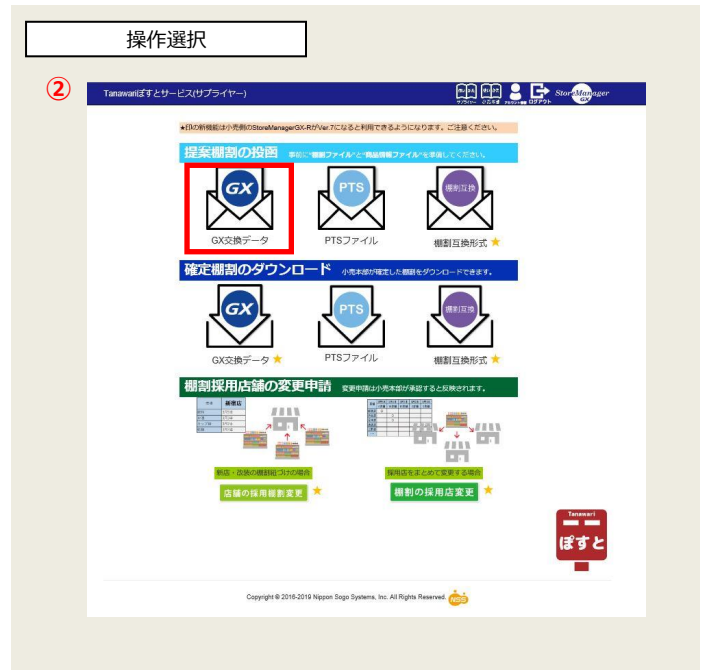 操作選択
②
Tanawariぽすとサービス(サプライヤー)
ログアウト
StoreManager
GX
★印の新機能は小売側のStoreManagerGX-RがVer.7になると利用できるようになります。ご注意ください。
提案棚割の投函 事前に"棚割ファイル"と"商品情報ファイル"を準備してください。
GX PTS 棚割互換
GX交換データ PTSファイル 棚割互換形式 ★
確定棚割のダウンロード 小売本部が確定した棚割をダウンロードできます。
GX PTS 棚割互換
GX交換データ ★ PTSファイル 棚割互換形式 ★
棚割採用店舗の変更申請 変更申請は小売本部が承認すると反映されます。
新宿店
新店・改装の棚割紐づけの場合 採用店をまとめて変更する場合
店舗の採用棚割変更 ★ 棚割の採用店変更 ★
Tanawari
ぽすと
Copyright © 2016-2019 Nippon Sogo Systems, Inc. All Rights Reserved. NSS